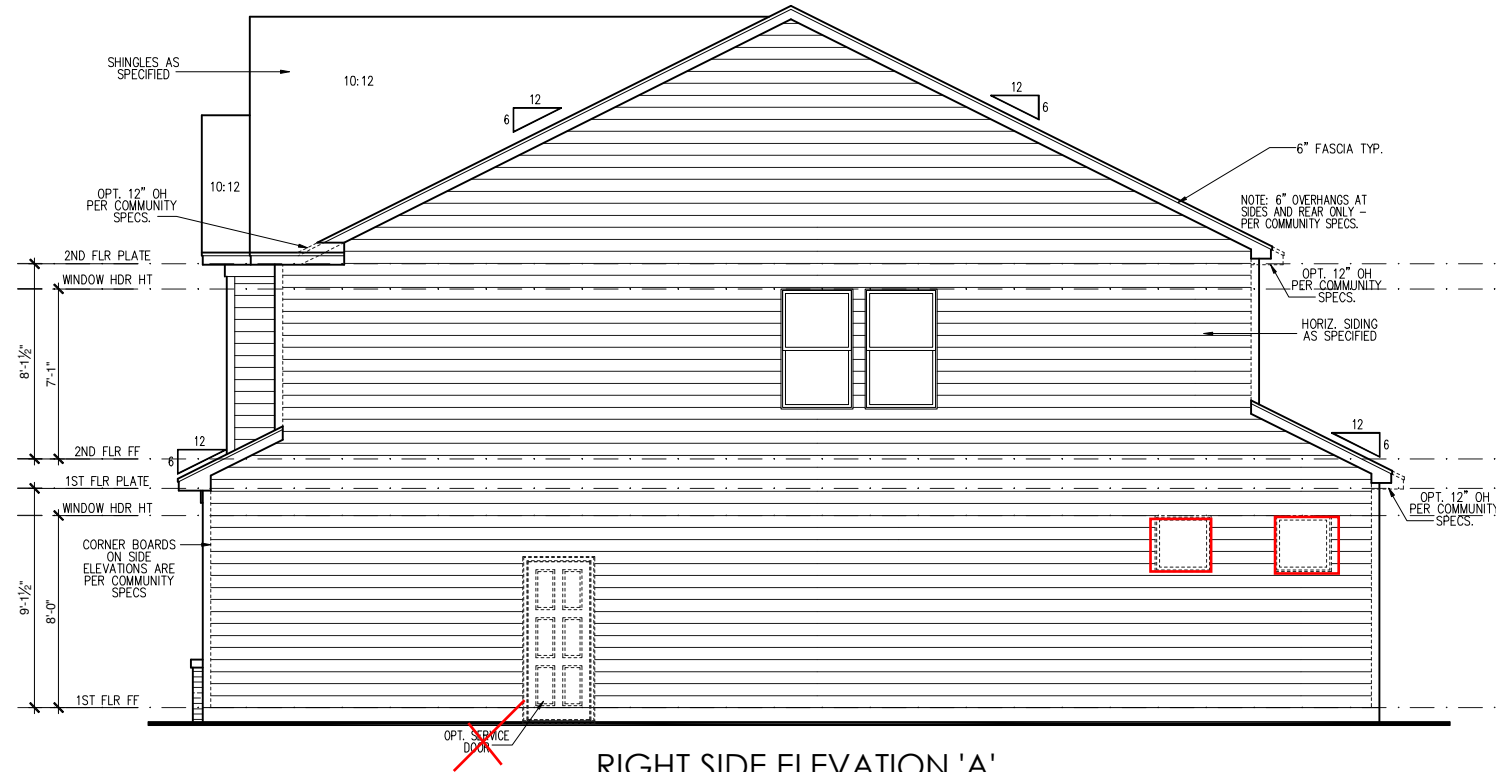 SHINGLES AS
SPECIFIED
10:12
12
6
12
6
6" FASCIA TYP.
10:12
OPT. 12" OH
PER COMMUNITY
SPECS.
NOTE: 6" OVERHANGS AT
SIDES AND REAR ONLY –
PER COMMUNITY SPECS.
2ND FLR PLATE
WINDOW HDR HT
OPT. 12" OH
PER COMMUNITY
SPECS.
HORIZ. SIDING
AS SPECIFIED
8'-1½"
7'-1"
12
6
2ND FLR FF
12
6
1ST FLR PLATE
WINDOW HDR HT
OPT. 12" OH
PER COMMUNITY
SPECS.
CORNER BOARDS
ON SIDE
ELEVATIONS ARE
PER COMMUNITY
SPECS
9'-1½"
8'-0"
1ST FLR FF
OPT. SERVICE
DOOR
RIGHT SIDE ELEVATION 'A'